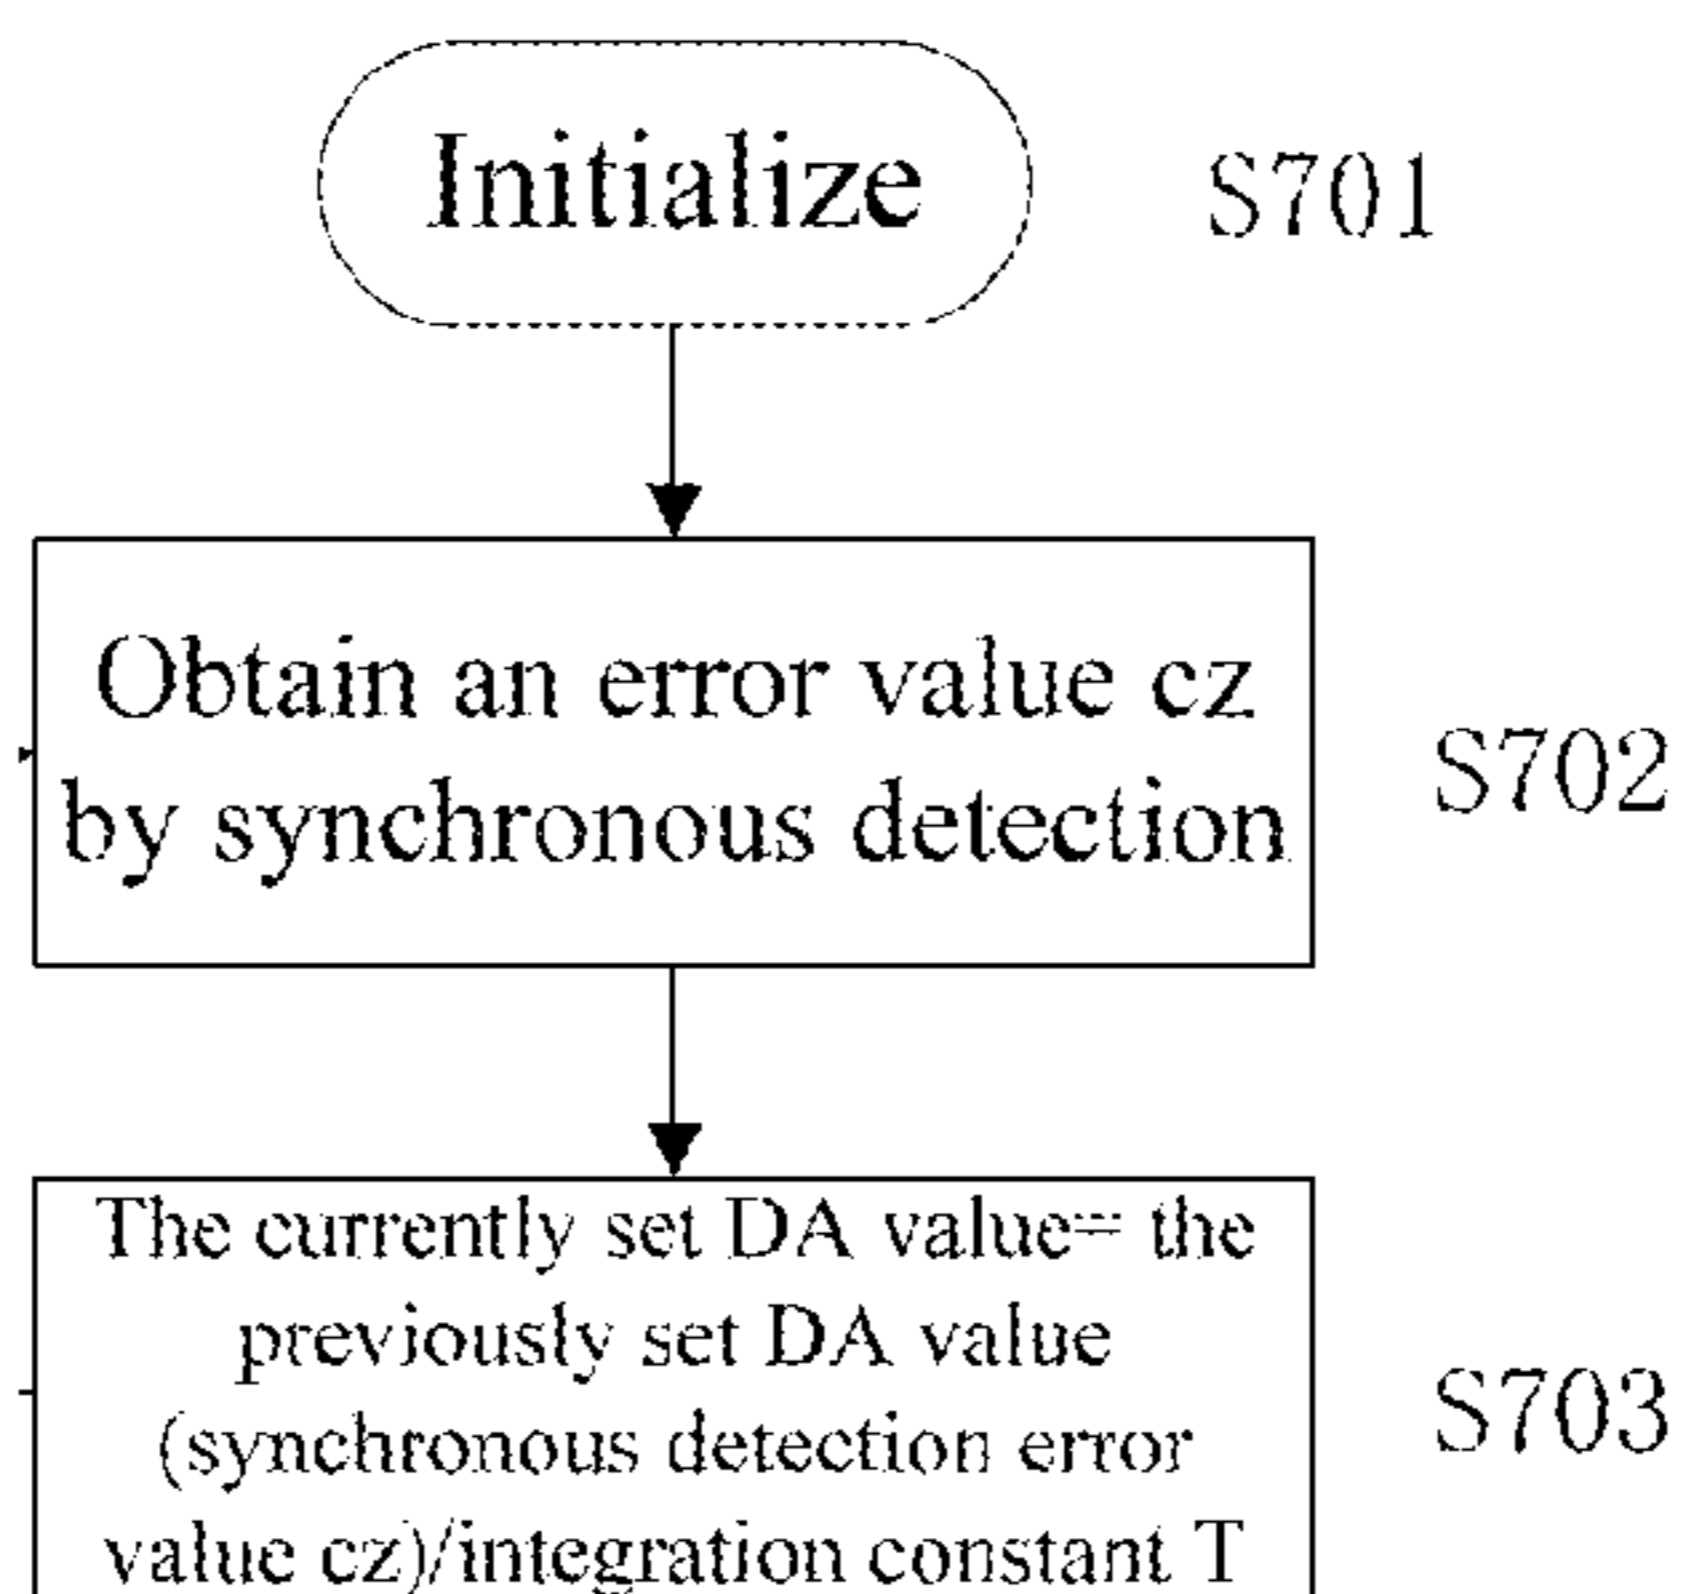 Initialize
S701
Obtain an error value cz
by synchronous detection
S702
The currently set DA value= the
previously set DA value
(synchronous detection error
value cz)/integration constant T
S703